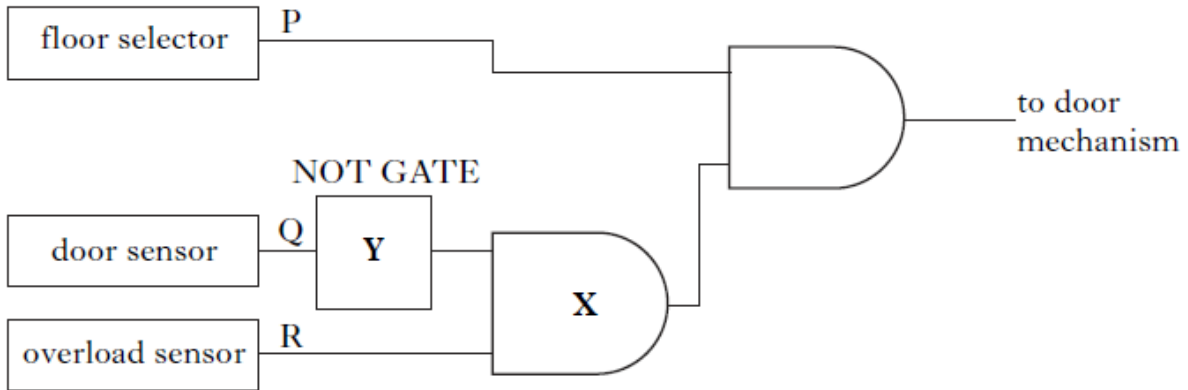 floor selector
P
to door
mechanism
NOT GATE
door sensor
Q
Y
X
overload sensor
R